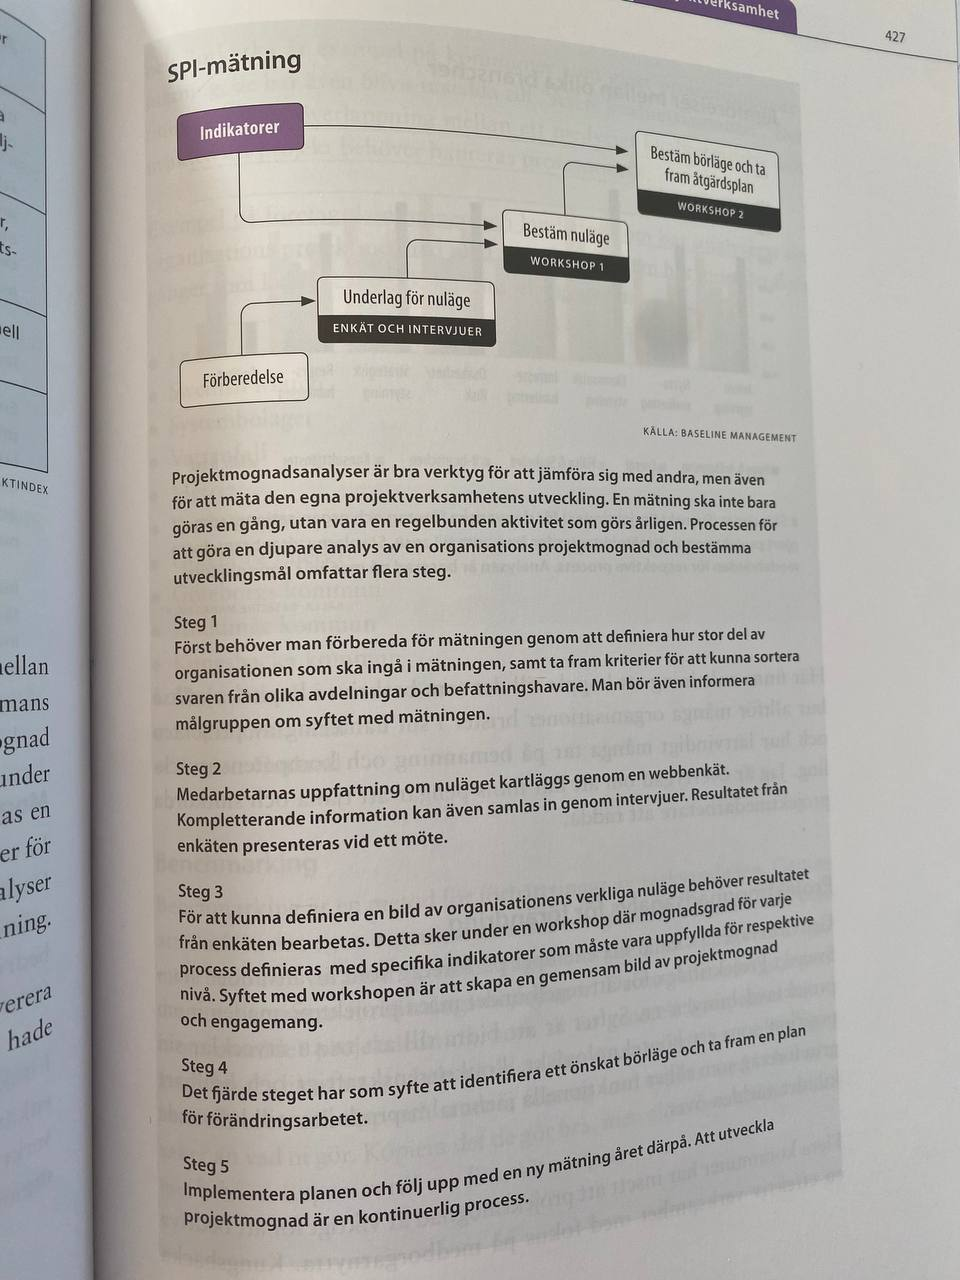 427
SPI-mätning
Indikatorer
Bestäm börläge och ta
fram åtgärdsplan
WORKSHOP 2
Bestäm nuläge
WORKSHOP 1
Underlag för nuläge
ENKÄT OCH INTERVJUER
Förberedelse
KÄLLA: BASELINE MANAGEMENT
Projektmognadsanalyser är bra verktyg för att jämföra sig med andra, men även
för att mäta den egna projektverksamhetens utveckling. En mätning ska inte bara
göras en gång, utan vara en regelbunden aktivitet som görs årligen. Processen för
att göra en djupare analys av en organisations projektmognad och bestämma
utvecklingsmål omfattar flera steg.
Steg 1
Först behöver man förbereda för mätningen genom att definiera hur stor del av
organisationen som ska ingå i mätningen, samt ta fram kriterier för att kunna sortera
svaren från olika avdelningar och befattningshavare. Man bör även informera
målgruppen om syftet med mätningen.
Steg 2
Medarbetarnas uppfattning om nuläget kartläggs genom en webbenkät.
Kompletterande information kan även samlas in genom intervjuer. Resultatet från
enkäten presenteras vid ett möte.
Steg 3
För att kunna definiera en bild av organisationens verkliga nuläge behöver resultatet
från enkäten bearbetas. Detta sker under en workshop där mognadsgrad för varje
process definieras med specifika indikatorer som måste vara uppfyllda för respektive
nivå. Syftet med workshopen är att skapa en gemensam bild av projektmognad
och engagemang.
Steg 4
Det fjärde steget har som syfte att identifiera ett önskat börläge och ta fram en plan
för förändringsarbetet.
Steg 5
Implementera planen och följ upp med en ny mätning året därpå. Att utveckla
projektmognad är en kontinuerlig process.